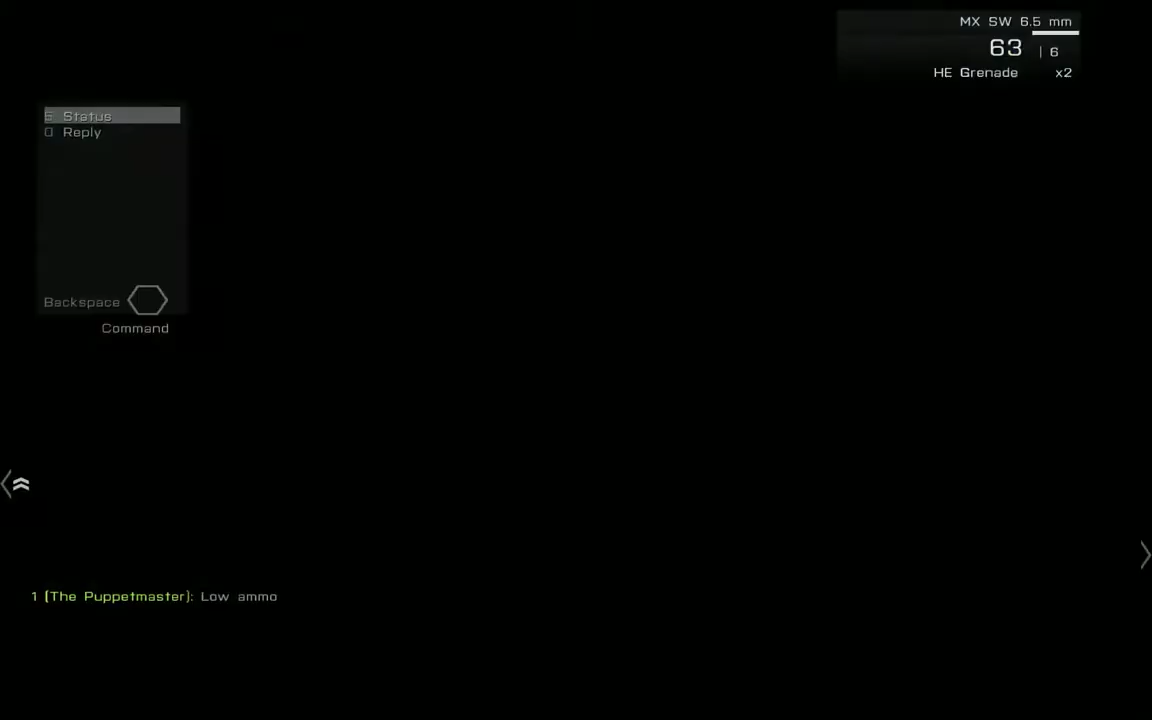 MX SW 6.5 mm
63 | 6
HE Grenade x2
5 Status
0 Reply
Backspace
Command
1 (The Puppetmaster): Low ammo